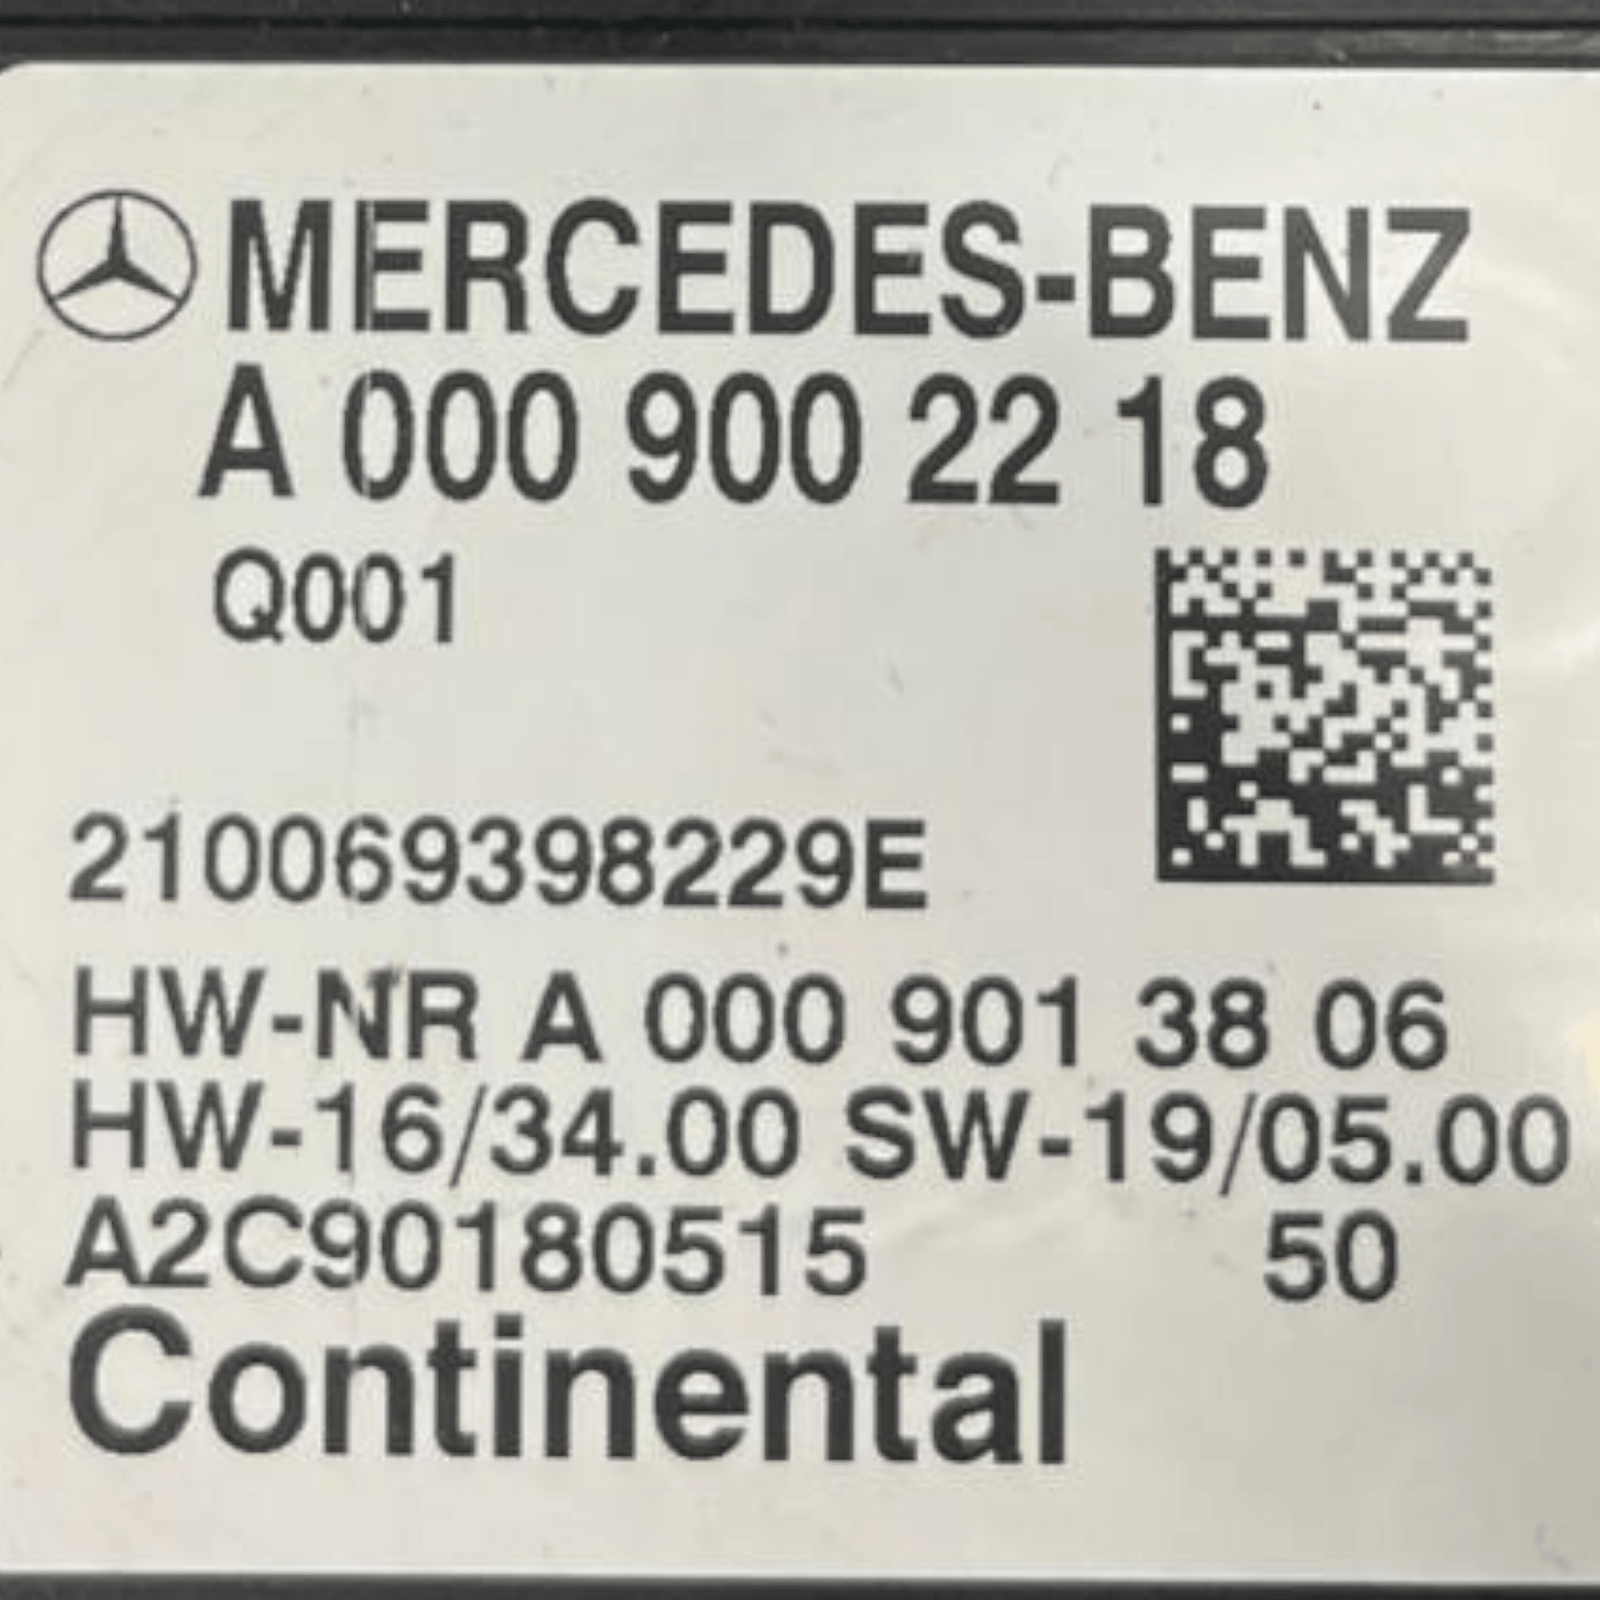 MERCEDES-BENZ
A 000 900 22 18
Q001
210069398229E
HW-NR A 000 901 38 06
HW-16/34.00 SW-19/05.00
A2C90180515 50
Continental